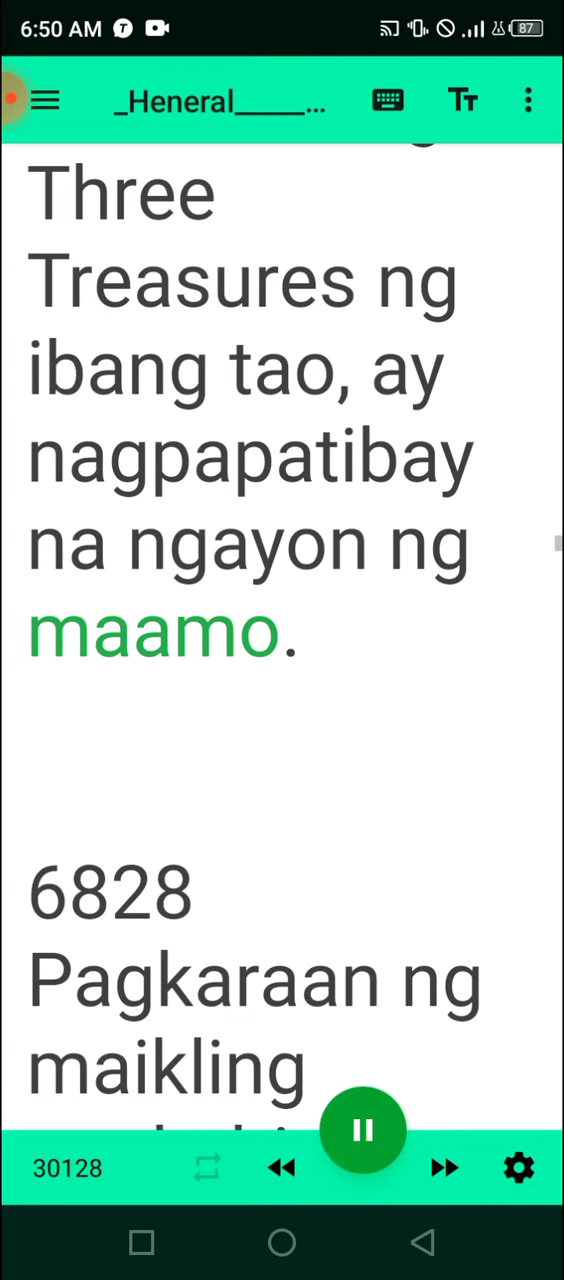 6:50 AM
87
_Heneral_____...
Three
Treasures ng
ibang tao, ay
nagpapatibay
na ngayon ng
maamo.
6828
Pagkaraan ng
maikling
30128